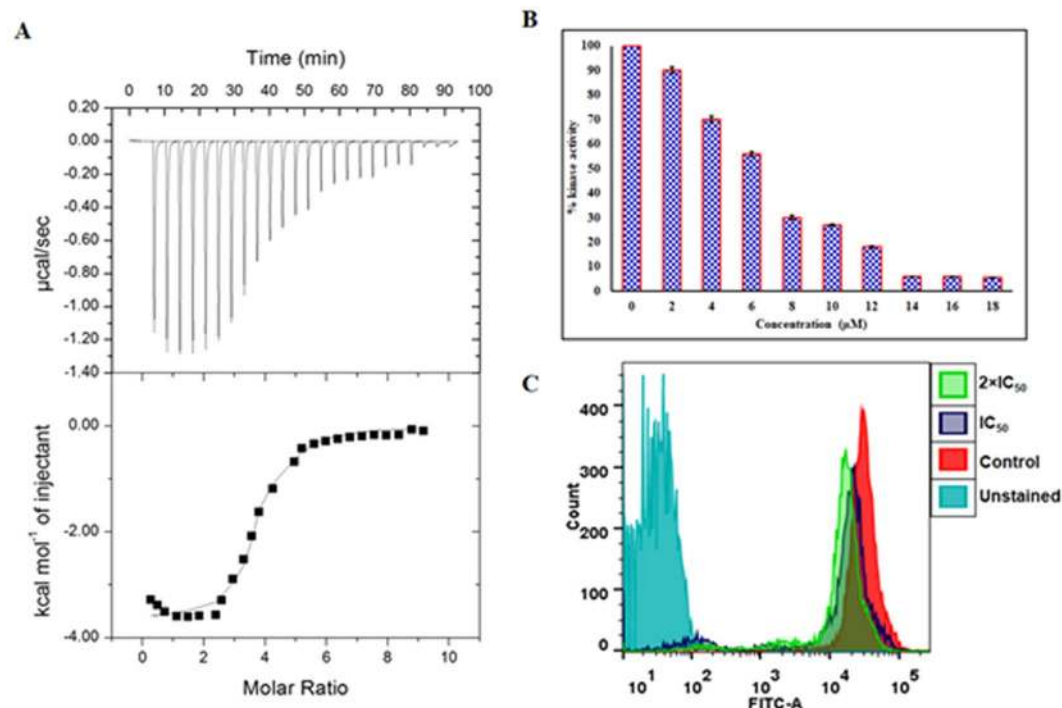 A
Time (min)
0 10 20 30 40 50 60 70 80 90 100
0.20
0.00
-0.20
-0.40
-0.60
-0.80
-1.00
-1.20
-1.40
µcal/sec
0.00
-2.00
-4.00
kcal mol⁻¹ of injectant
0 2 4 6 8 10
Molar Ratio
B
100
90
80
70
60
50
40
30
20
10
0
% kinase activity
0 2 4 6 8 10 12 14 16 18
Concentration (µM)
C
400
300
200
100
0
Count
10¹ 10² 10³ 10⁴ 10⁵
FITC-A
2×IC₅₀
IC₅₀
Control
Unstained